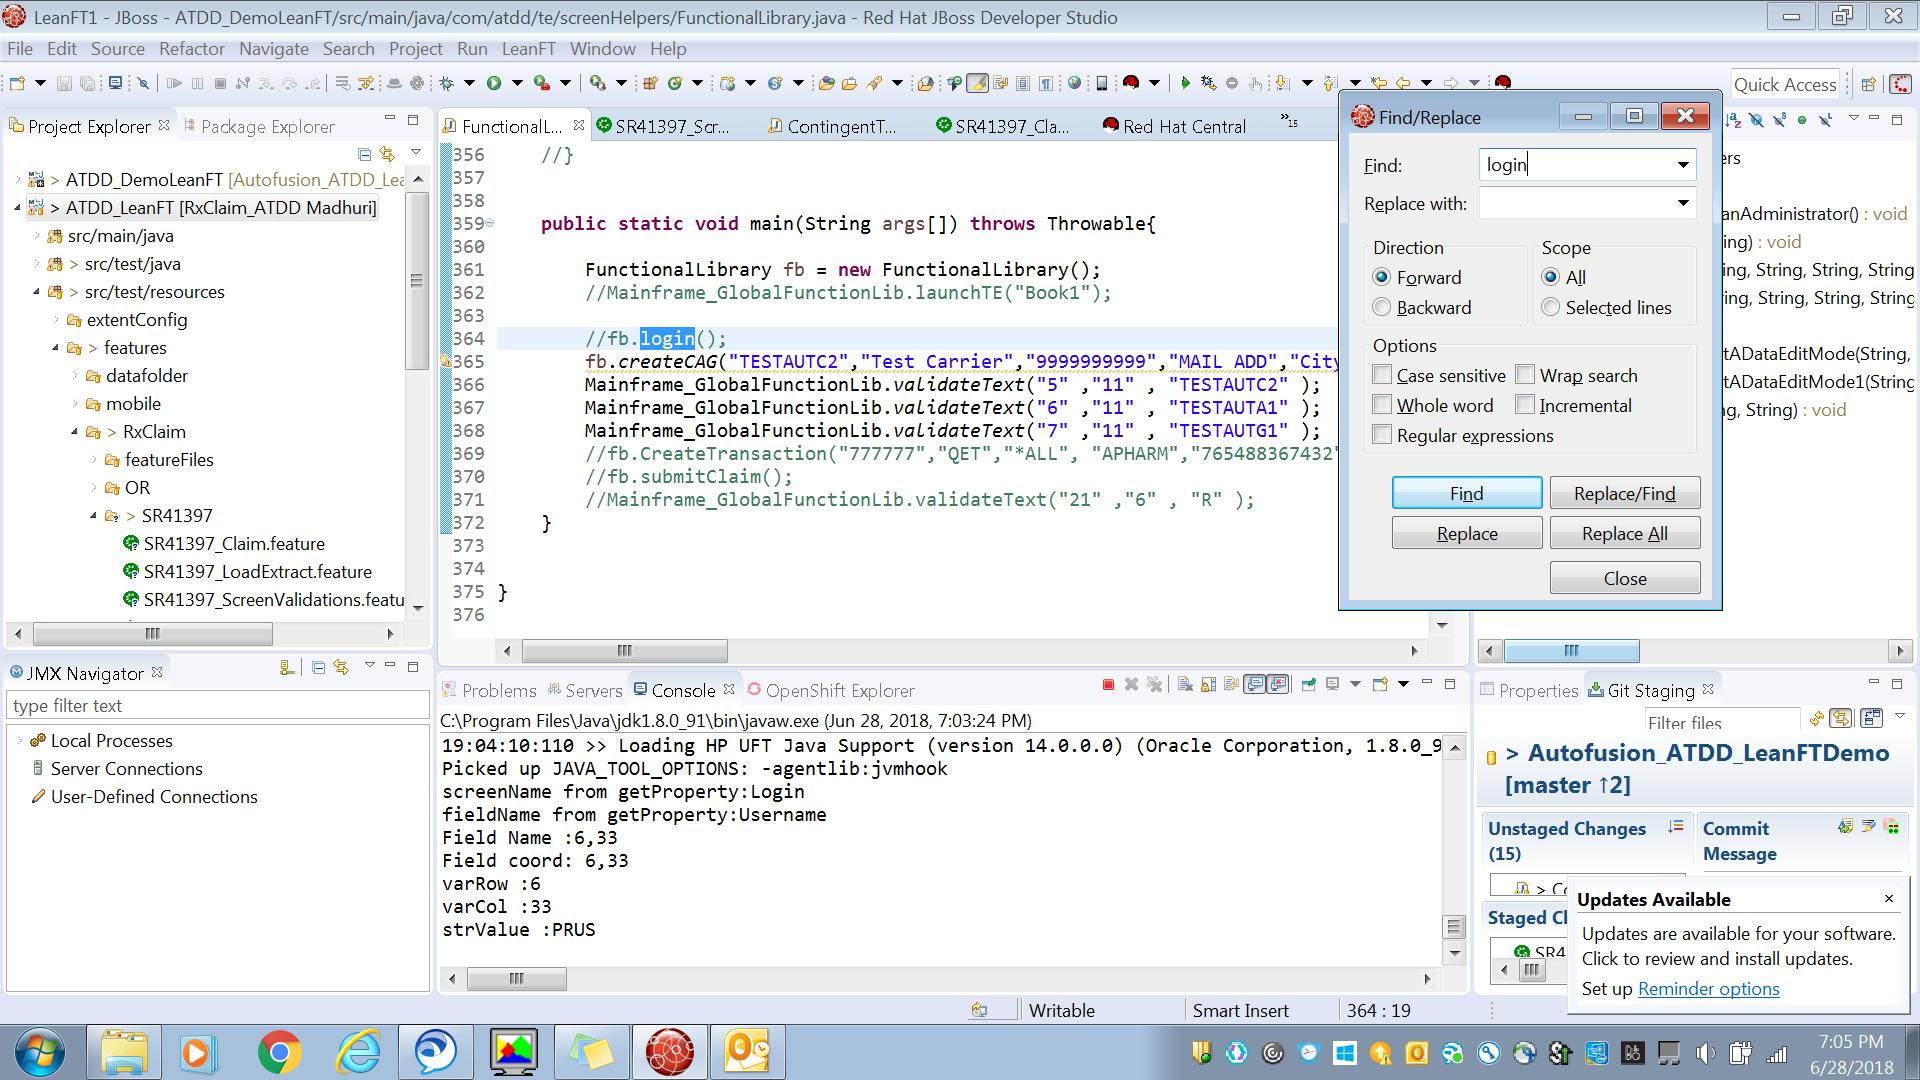 LeanFT1 - JBoss - ATDD_DemoLeanFT/src/main/java/com/atdd/te/screenHelpers/FunctionalLibrary.java - Red Hat JBoss Developer Studio
File Edit Source Refactor Navigate Search Project Run LeanFT Window Help
Quick Access
Project Explorer
Package Explorer
> ATDD_DemoLeanFT [Autofusion_ATDD_Lea
> ATDD_LeanFT [RxClaim_ATDD Madhuri]
src/main/java
> src/test/java
> src/test/resources
extentConfig
> features
datafolder
mobile
> RxClaim
featureFiles
OR
> SR41397
SR41397_Claim.feature
SR41397_LoadExtract.feature
SR41397_ScreenValidations.featu
FunctionalL...
SR41397_Scr...
ContingentT...
SR41397_Cla...
Red Hat Central
»15
356 //}
357
358
359 public static void main(String args[]) throws Throwable{
360
361 FunctionalLibrary fb = new FunctionalLibrary();
362 //Mainframe_GlobalFunctionLib.launchTE("Book1");
363
364 //fb.login();
365 fb.createCAG("TESTAUTC2","Test Carrier","9999999999","MAIL ADD","City
366 Mainframe_GlobalFunctionLib.validateText("5" ,"11" , "TESTAUTC2" );
367 Mainframe_GlobalFunctionLib.validateText("6" ,"11" , "TESTAUTA1" );
368 Mainframe_GlobalFunctionLib.validateText("7" ,"11" , "TESTAUTG1" );
369 //fb.CreateTransaction("777777","QET","*ALL", "APHARM","765488367432"
370 //fb.submitClaim();
371 //Mainframe_GlobalFunctionLib.validateText("21" ,"6" , "R" );
372 }
373
374
375 }
376
Find/Replace
Find: login
Replace with:
Direction
Forward
Backward
Scope
All
Selected lines
Options
Case sensitive
Wrap search
Whole word
Incremental
Regular expressions
Find
Replace/Find
Replace
Replace All
Close
ers
anAdministrator() : void
ing) : void
ng, String, String, String
ng, String, String, String
tADataEditMode(String,
tADataEditMode1(String
g, String) : void
JMX Navigator
type filter text
Local Processes
Server Connections
User-Defined Connections
Problems
Servers
Console
OpenShift Explorer
C:\Program Files\Java\jdk1.8.0_91\bin\javaw.exe (Jun 28, 2018, 7:03:24 PM)
19:04:10:110 >> Loading HP UFT Java Support (version 14.0.0.0) (Oracle Corporation, 1.8.0_9
Picked up JAVA_TOOL_OPTIONS: -agentlib:jvmhook
screenName from getProperty:Login
fieldName from getProperty:Username
Field Name :6,33
Field coord: 6,33
varRow :6
varCol :33
strValue :PRUS
Properties
Git Staging
Filter files
> Autofusion_ATDD_LeanFTDemo
[master ↑2]
Unstaged Changes
(15)
Commit
Message
> Co
Staged Cl
SR4
Updates Available
Updates are available for your software.
Click to review and install updates.
Set up Reminder options
Writable
Smart Insert
364 : 19
7:05 PM
6/28/2018